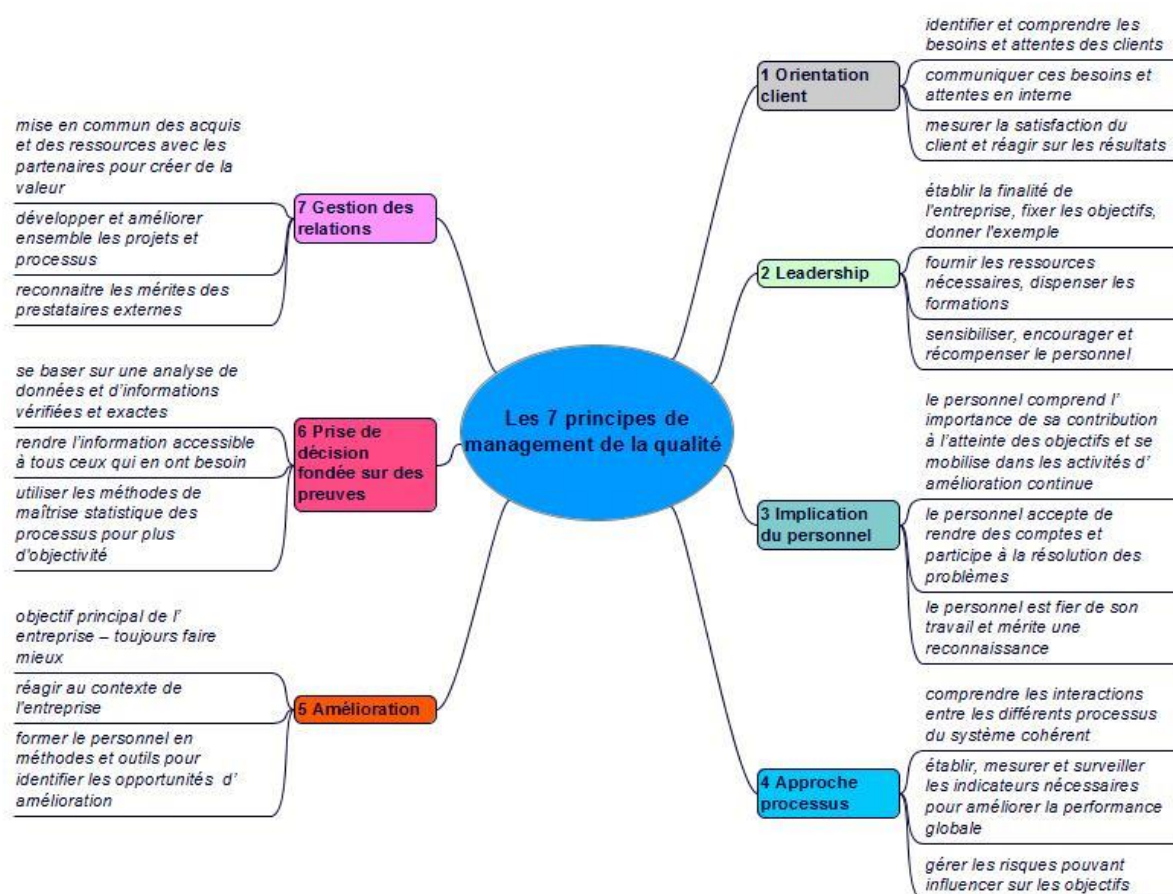 Les 7 principes de
management de la qualité
1 Orientation
client
identifier et comprendre les
besoins et attentes des clients
communiquer ces besoins et
attentes en interne
mesurer la satisfaction du
client et réagir sur les résultats
2 Leadership
établir la finalité de
l'entreprise, fixer les objectifs,
donner l'exemple
fournir les ressources
nécessaires, dispenser les
formations
sensibiliser, encourager et
récompenser le personnel
3 Implication
du personnel
le personnel comprend l’
importance de sa contribution
à l’atteinte des objectifs et se
mobilise dans les activités d’
amélioration continue
le personnel accepte de
rendre des comptes et
participe à la résolution des
problèmes
le personnel est fier de son
travail et mérite une
reconnaissance
4 Approche
processus
comprendre les interactions
entre les différents processus
du système cohérent
établir, mesurer et surveiller
les indicateurs nécessaires
pour améliorer la performance
globale
gérer les risques pouvant
influencer sur les objectifs
5 Amélioration
objectif principal de l’
entreprise – toujours faire
mieux
réagir au contexte de
l'entreprise
former le personnel en
méthodes et outils pour
identifier les opportunités d’
amélioration
6 Prise de
décision
fondée sur des
preuves
se baser sur une analyse de
données et d’informations
vérifiées et exactes
rendre l’information accessible
à tous ceux qui en ont besoin
utiliser les méthodes de
maîtrise statistique des
processus pour plus
d'objectivité
7 Gestion des
relations
mise en commun des acquis
et des ressources avec les
partenaires pour créer de la
valeur
développer et améliorer
ensemble les projets et
processus
reconnaitre les mérites des
prestataires externes